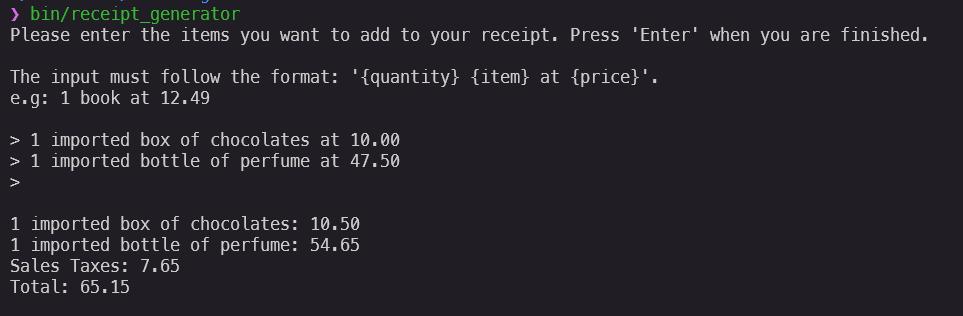 ❯ bin/receipt_generator
Please enter the items you want to add to your receipt. Press 'Enter' when you are finished.
The input must follow the format: '{quantity} {item} at {price}'.
e.g: 1 book at 12.49
> 1 imported box of chocolates at 10.00
> 1 imported bottle of perfume at 47.50
>
1 imported box of chocolates: 10.50
1 imported bottle of perfume: 54.65
Sales Taxes: 7.65
Total: 65.15